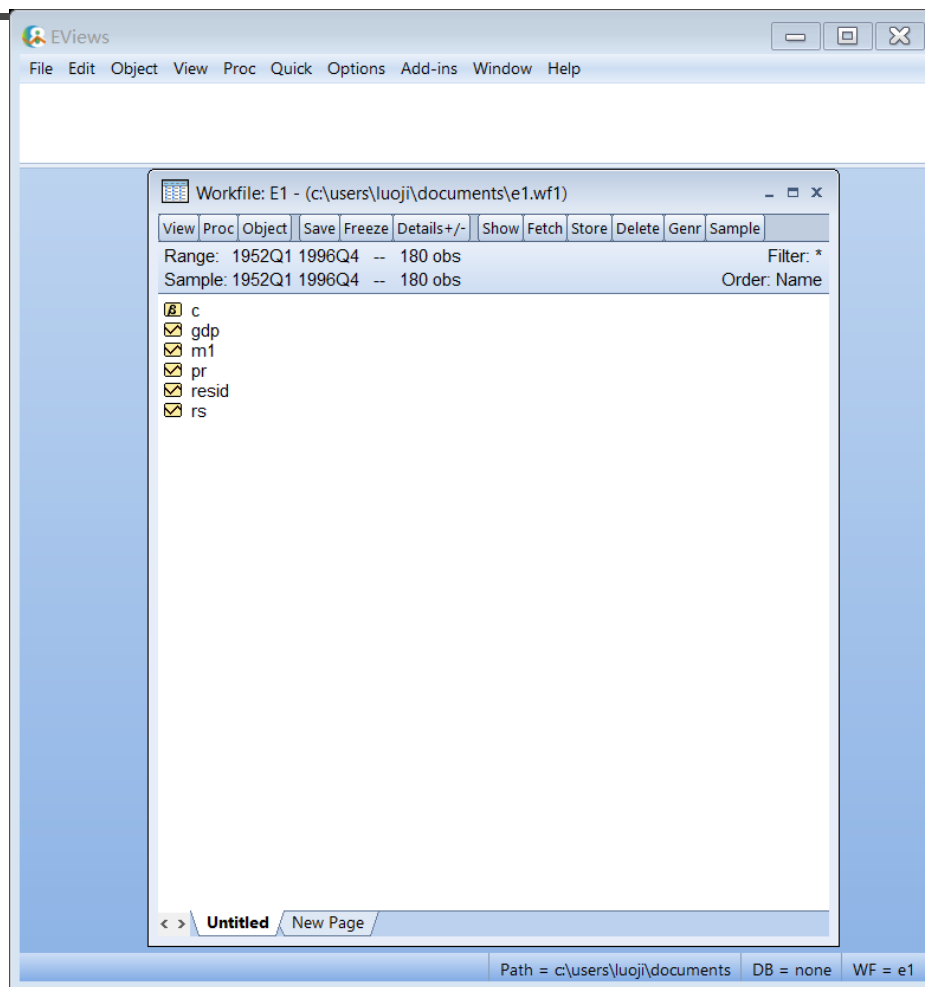 EViews
File Edit Object View Proc Quick Options Add-ins Window Help
Workfile: E1 - (c:\users\luoji\documents\e1.wf1)
View Proc Object Save Freeze Details+/- Show Fetch Store Delete Genr Sample
Range: 1952Q1 1996Q4 -- 180 obs Filter: *
Sample: 1952Q1 1996Q4 -- 180 obs Order: Name
β c
gdp
m1
pr
resid
rs
< > Untitled New Page
Path = c:\users\luoji\documents DB = none WF = e1